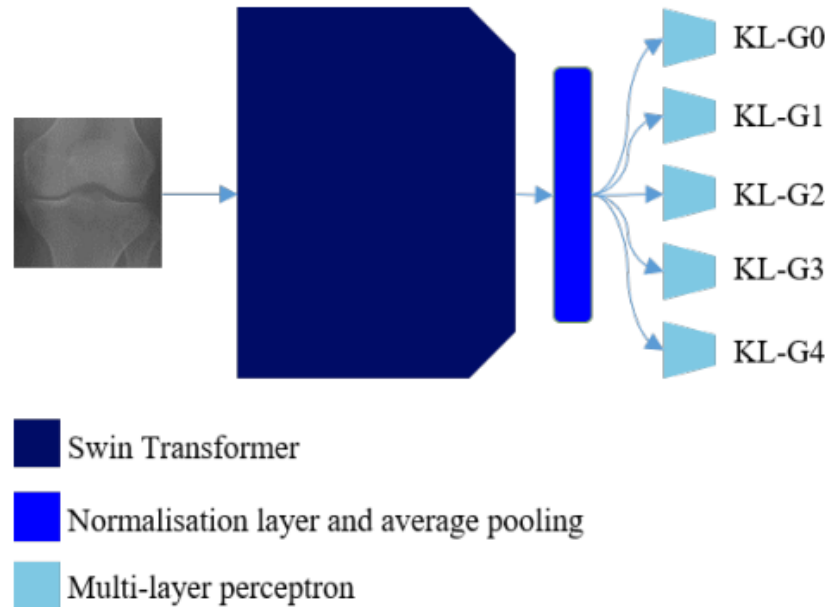 KL-G0
KL-G1
KL-G2
KL-G3
KL-G4
Swin Transformer
Normalisation layer and average pooling
Multi-layer perceptron